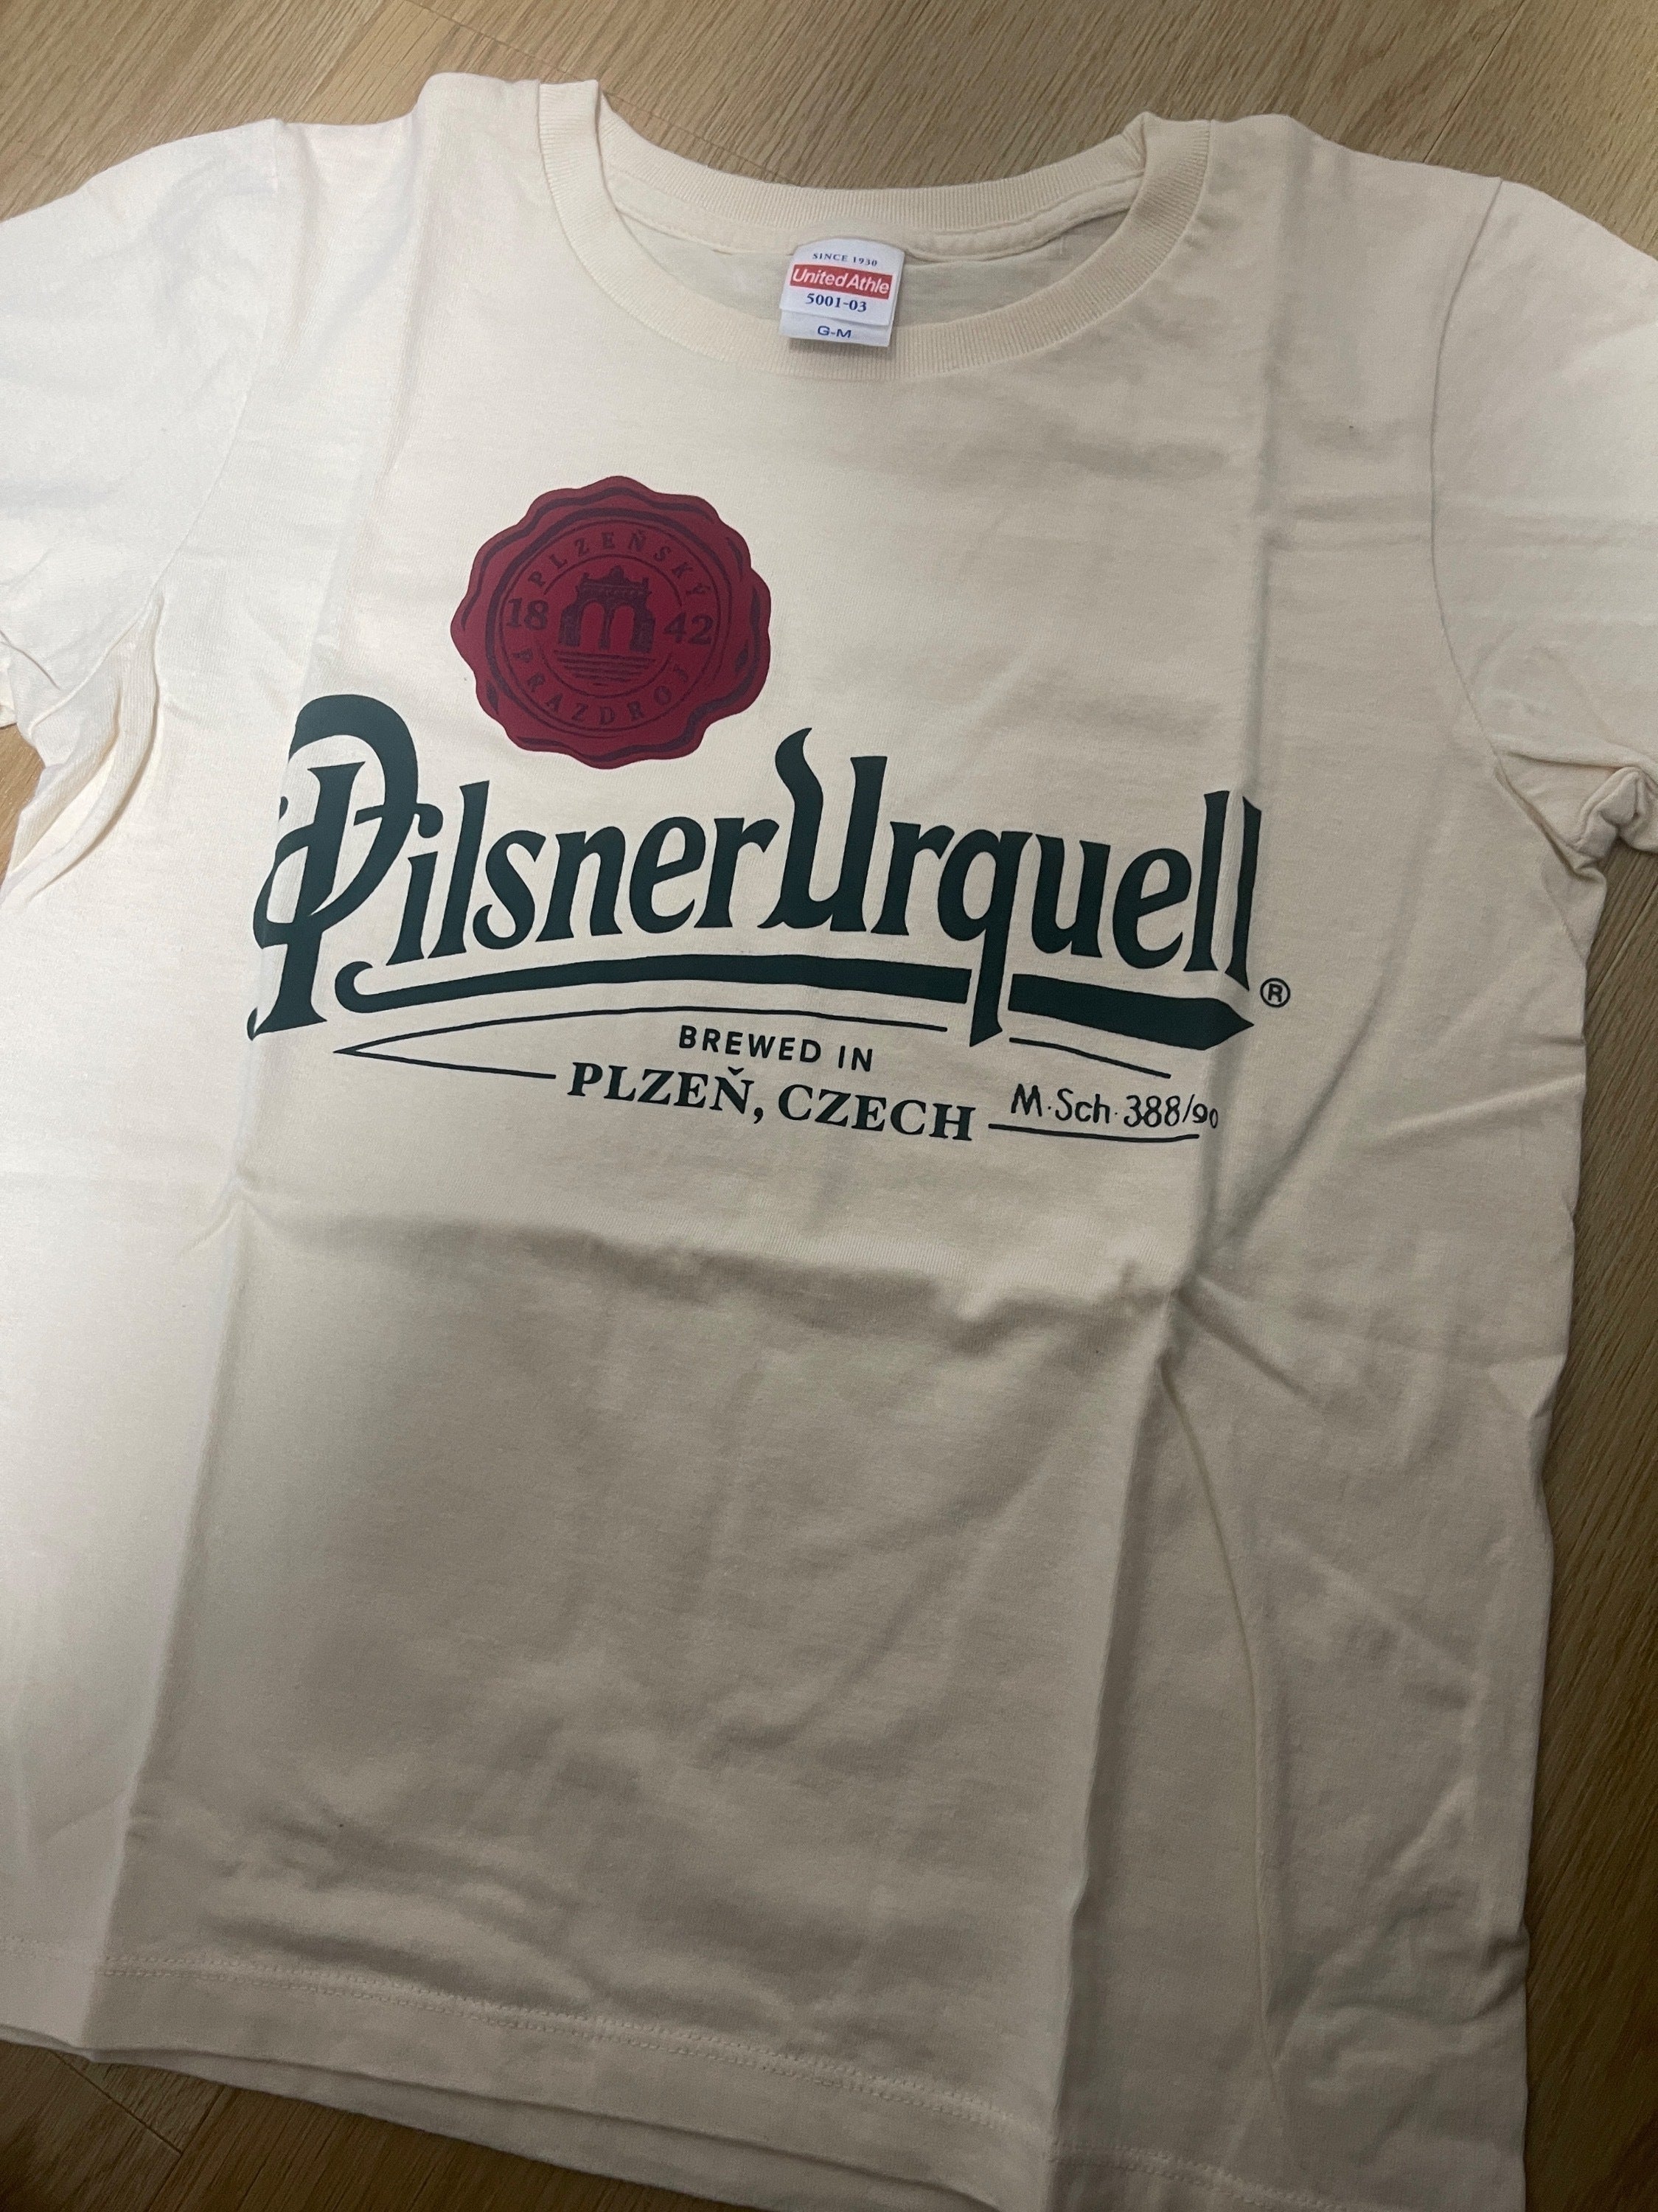 SINCE 1930
United Athle
5001-03
G-M
PLZEŇSKÝ
18 42
PRAZDROJ
Pilsner Urquell ®
BREWED IN
PLZEŇ, CZECH M·Sch·388/90